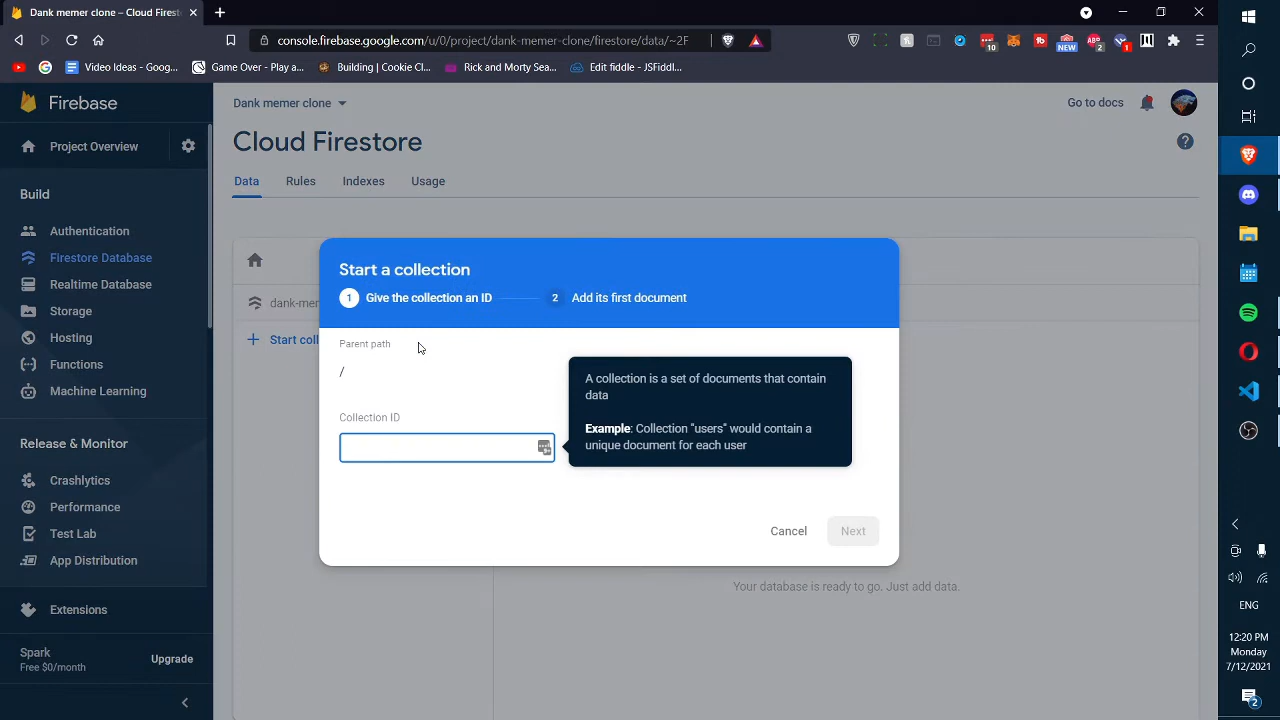 Dank memer clone - Cloud Firest
console.firebase.google.com/u/0/project/dank-memer-clone/firestore/data/~2F
Video Ideas - Goog...
Game Over - Play a...
Building | Cookie Cl...
Rick and Morty Sea...
Edit fiddle - JSFiddl...
10
NEW
2
1
Firebase
Project Overview
Build
Authentication
Firestore Database
Realtime Database
Storage
Hosting
Functions
Machine Learning
Release & Monitor
Crashlytics
Performance
Test Lab
App Distribution
Extensions
Spark
Free $0/month
Upgrade
Dank memer clone
Go to docs
Cloud Firestore
Data
Rules
Indexes
Usage
dank-mer
Start coll
Start a collection
1
Give the collection an ID
2
Add its first document
Parent path
/
Collection ID
A collection is a set of documents that contain
data
Example: Collection "users" would contain a
unique document for each user
Cancel
Next
Your database is ready to go. Just add data.
ENG
12:20 PM
Monday
7/12/2021
2